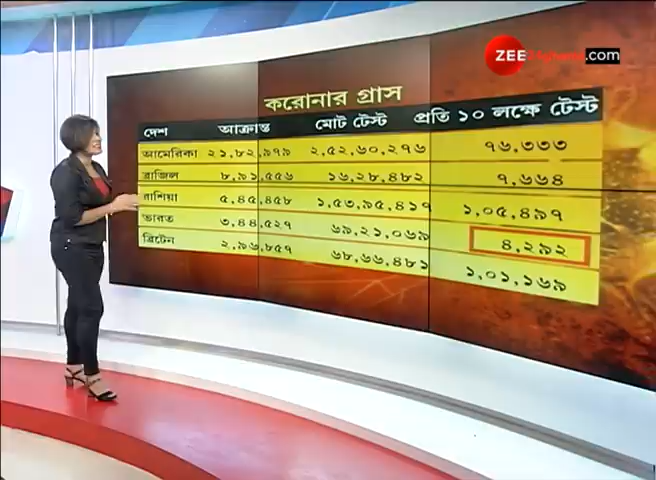 ZEE২৪ঘণ্টা.com
করোনার গ্রাস
দেশ আক্রান্ত মোট টেস্ট প্রতি ১০ লক্ষে টেস্ট
আমেরিকা ২১,৮২,৯৭৯ ২,৫২,৬০,২৭৬ ৭৬,৩৩৩
ব্রাজিল ৮,৯১,৫৫৬ ১৬,২৮,৪৮২ ৭,৬৬৪
রাশিয়া ৫,৪৫,৪৫৮ ১,৫৩,৯৫,৪১৭ ১,০৫,৪৯৭
ভারত ৩,৪৪,৫২৭ ৬৯,২১,০৬৯ ৪,২৯২
ব্রিটেন ২,৯৬,৮৫৭ ৬৮,৬৬,৪৮১ ১,০১,১৬৯